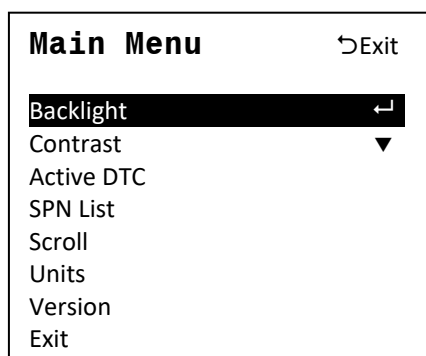 Main Menu ⮌Exit
Backlight ↵
Contrast ▼
Active DTC
SPN List
Scroll
Units
Version
Exit